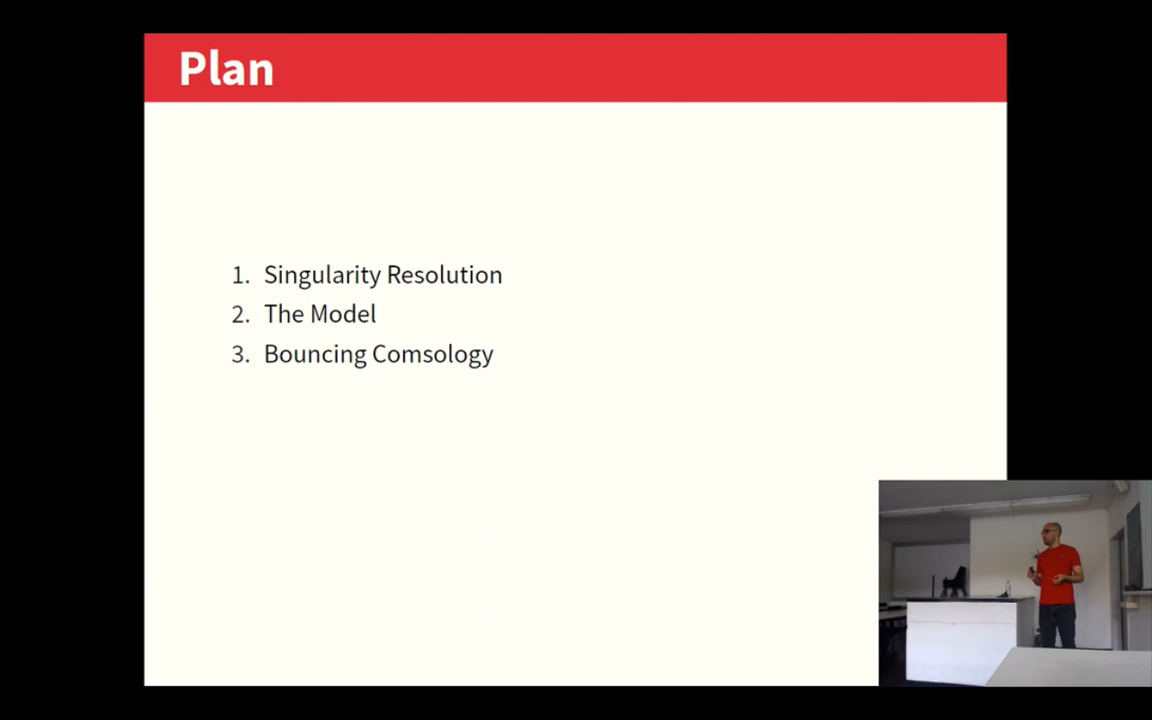 Plan
1. Singularity Resolution
2. The Model
3. Bouncing Comsology